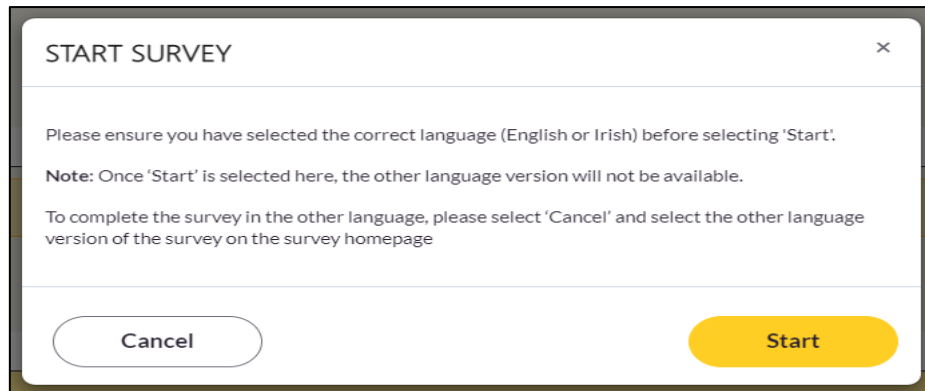 START SURVEY ×
Please ensure you have selected the correct language (English or Irish) before selecting 'Start'.
Note: Once ‘Start’ is selected here, the other language version will not be available.
To complete the survey in the other language, please select ‘Cancel’ and select the other language
version of the survey on the survey homepage
Cancel Start